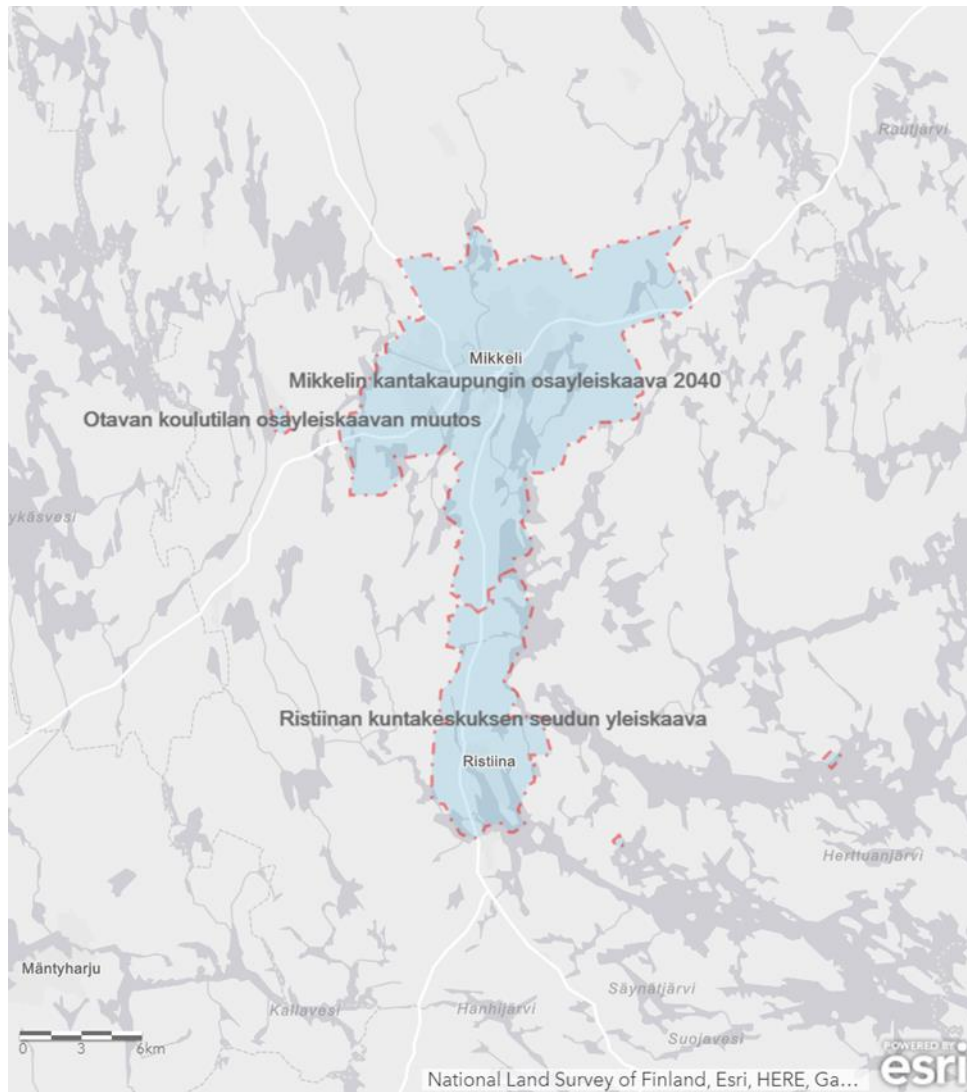 Rautjärvi
Mikkeli
Mikkelin kantakaupungin osayleiskaava 2040
Otavan koulutilan osayleiskaavan muutos
ykäsvesi
Ristiinan kuntakeskuksen seudun yleiskaava
Ristiina
Herttuanjärvi
Mäntyharju
Säynätjärvi
Kallavesi
Hanhijärvi
Suojavesi
0 3 6km
POWERED BY
esri
National Land Survey of Finland, Esri, HERE, Ga...